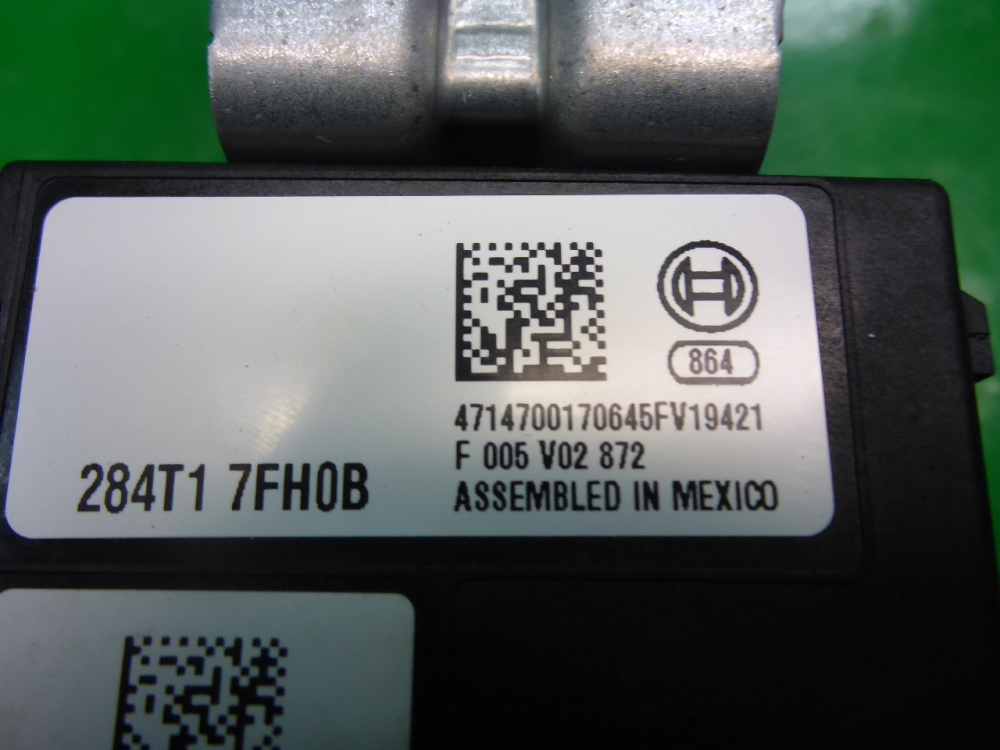 864
4714700170645FV19421
F 005 V02 872
284T1 7FH0B
ASSEMBLED IN MEXICO